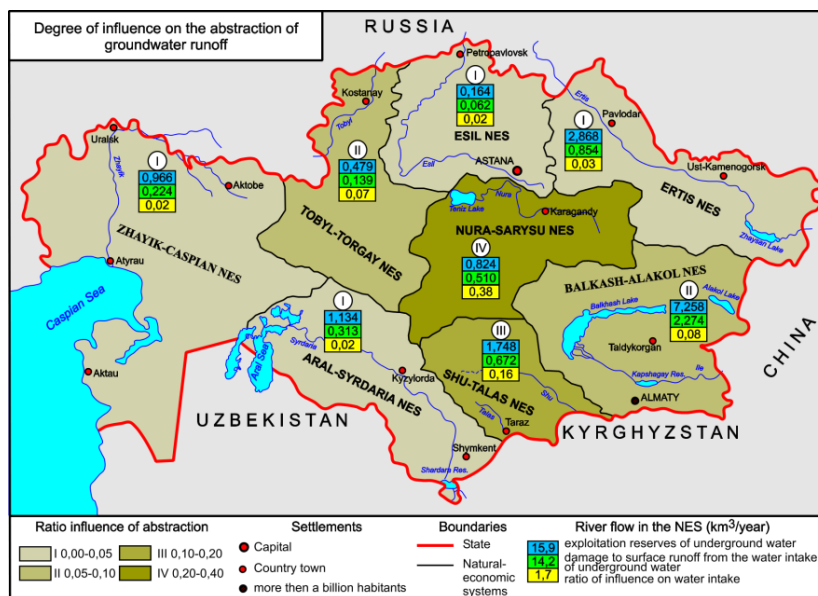 Degree of influence on the abstraction of
groundwater runoff
RUSSIA
Petropavlovsk
I
0,164
0,062
0,02
ESIL NES
Esil
ASTANA
Kostanay
Tobyl
II
0,479
0,139
0,07
TOBYL-TORGAY NES
Ertis
Pavlodar
I
2,868
0,854
0,03
Ust-Kamenogorsk
ERTIS NES
Zhaysan Lake
Uralsk
Zhayik
I
0,966
0,224
0,02
Aktobe
ZHAYIK-CASPIAN NES
Atyrau
Caspian Sea
Aktau
Teniz Lake
Nura
Karagandy
NURA-SARYSU NES
IV
0,824
0,510
0,38
BALKASH-ALAKOL NES
II
7,258
2,274
0,08
Balkhash Lake
Alakol Lake
Taldykorgan
Kapshagay Res.
Ile
ALMATY
CHINA
I
1,134
0,313
0,02
Syrdaria
Aral Sea
ARAL-SYRDARIA NES
Kyzylorda
Shymkent
Shardara Res.
III
1,748
0,672
0,16
SHU-TALAS NES
Shu
Talas
Taraz
UZBEKISTAN
KYRGHYZSTAN
Ratio influence of abstraction
I 0,00-0,05
II 0,05-0,10
III 0,10-0,20
IV 0,20-0,40
Settlements
Capital
Country town
more then a billion habitants
Boundaries
State
Natural-
economic
systems
River flow in the NES (km³/year)
15,9 exploitation reserves of underground water
14,2 damage to surface runoff from the water intake
of underground water
1,7 ratio of influence on water intake